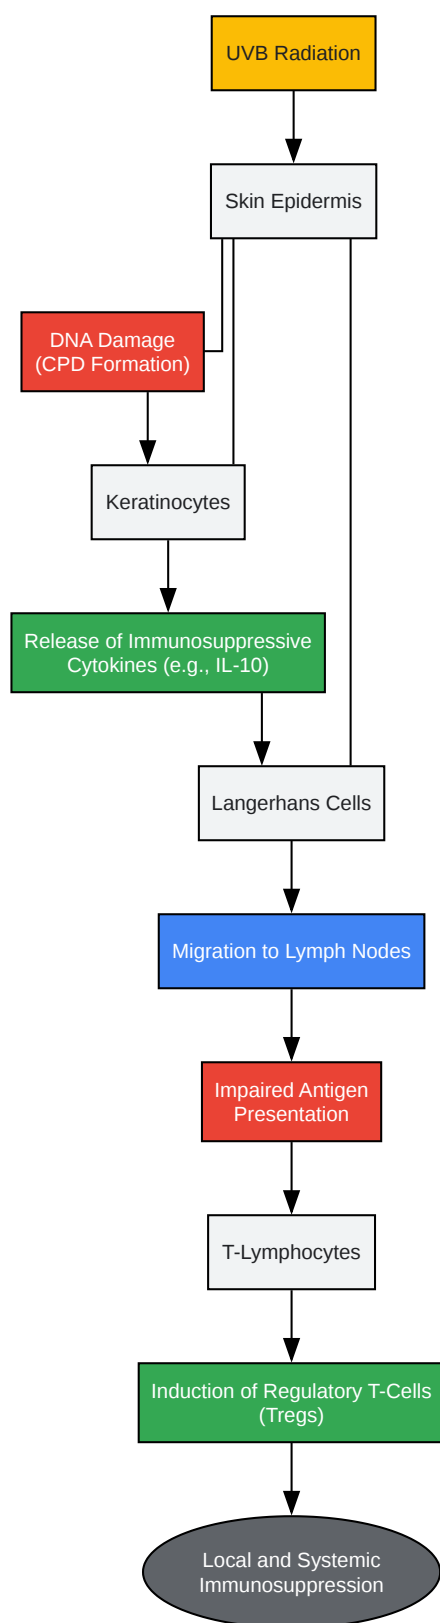 UVB Radiation
Skin Epidermis
DNA Damage
(CPD Formation)
Keratinocytes
Release of Immunosuppressive
Cytokines (e.g., IL-10)
Langerhans Cells
Migration to Lymph Nodes
Impaired Antigen
Presentation
T-Lymphocytes
Induction of Regulatory T-Cells
(Tregs)
Local and Systemic
Immunosuppression